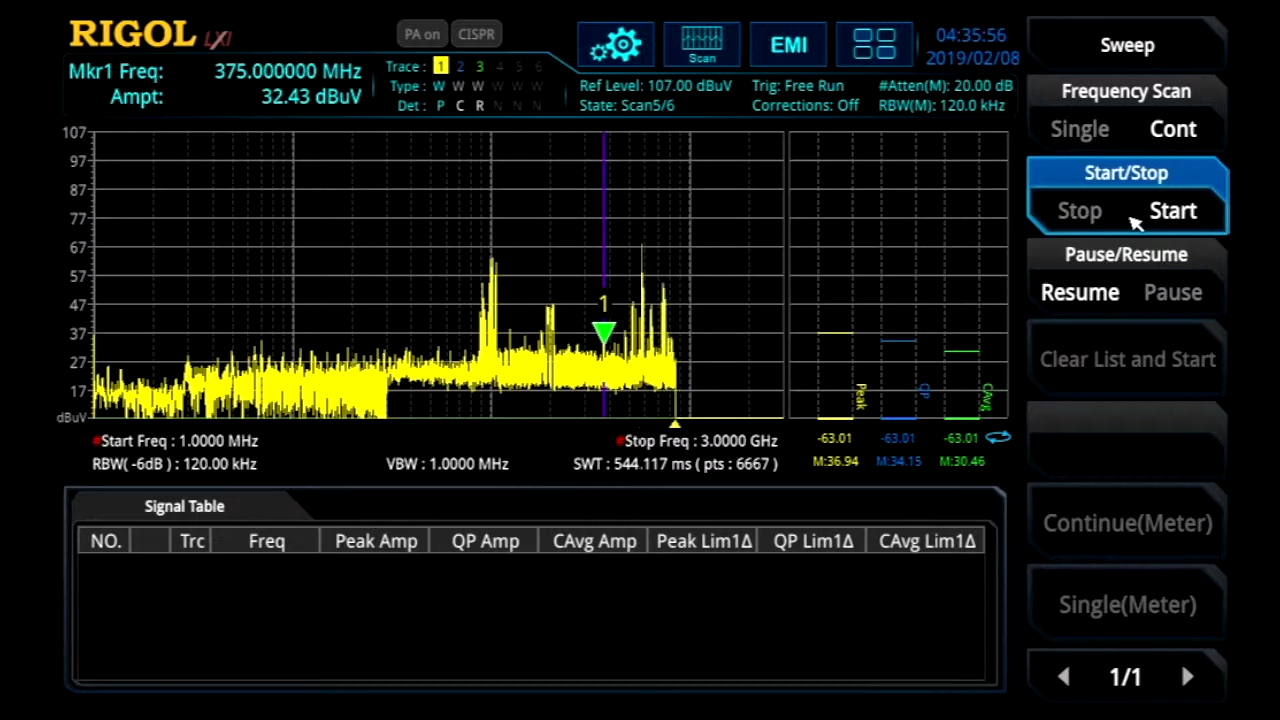 RIGOL LXI
PA on CISPR
EMI
Scan
04:35:56
2019/02/08
Mkr1 Freq: 375.000000 MHz
Ampt: 32.43 dBuV
Trace : 1 2 3 4 5 6
Type : W W W W W W
Det : P C R N N N
Ref Level: 107.00 dBuV
State: Scan5/6
Trig: Free Run
Corrections: Off
#Atten(M): 20.00 dB
RBW(M): 120.0 kHz
107
97
87
77
67
57
47
37
27
17
dBuV
1
Peak
QP
CAvg
*Start Freq : 1.0000 MHz
*Stop Freq : 3.0000 GHz
RBW( -6dB ) : 120.00 kHz
VBW : 1.0000 MHz
SWT : 544.117 ms ( pts : 6667 )
-63.01 -63.01 -63.01
M:36.94 M:34.15 M:30.46
Signal Table
NO. Trc Freq Peak Amp QP Amp CAvg Amp Peak Lim1Δ QP Lim1Δ CAvg Lim1Δ
Sweep
Frequency Scan
Single Cont
Start/Stop
Stop Start
Pause/Resume
Resume Pause
Clear List and Start
Continue(Meter)
Single(Meter)
1/1